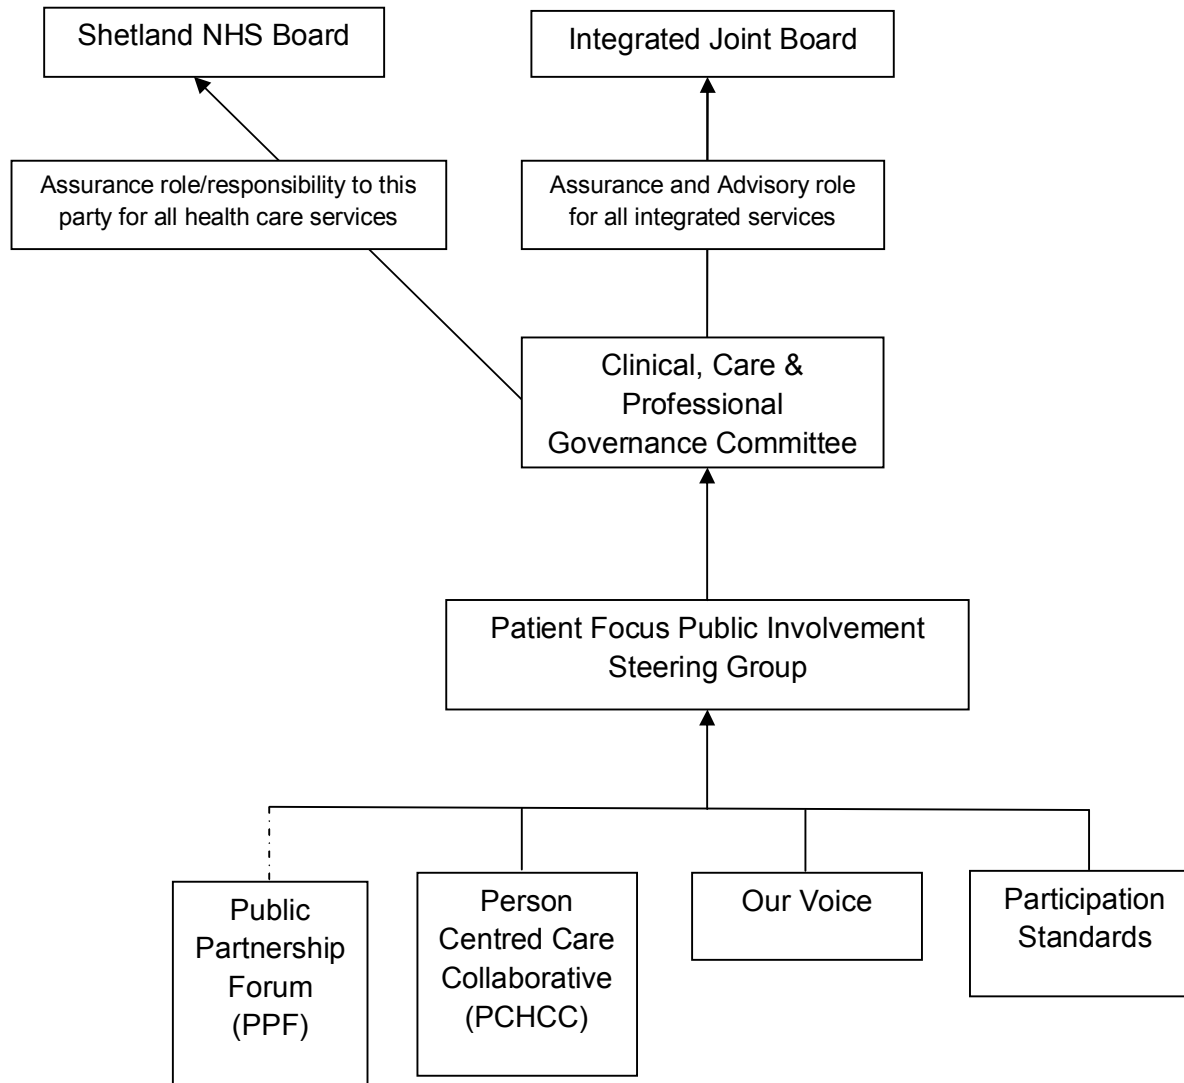 Shetland NHS Board
Integrated Joint Board
Assurance role/responsibility to this
party for all health care services
Assurance and Advisory role
for all integrated services
Clinical, Care &
Professional
Governance Committee
Patient Focus Public Involvement
Steering Group
Public
Partnership
Forum
(PPF)
Person
Centred Care
Collaborative
(PCHCC)
Our Voice
Participation
Standards